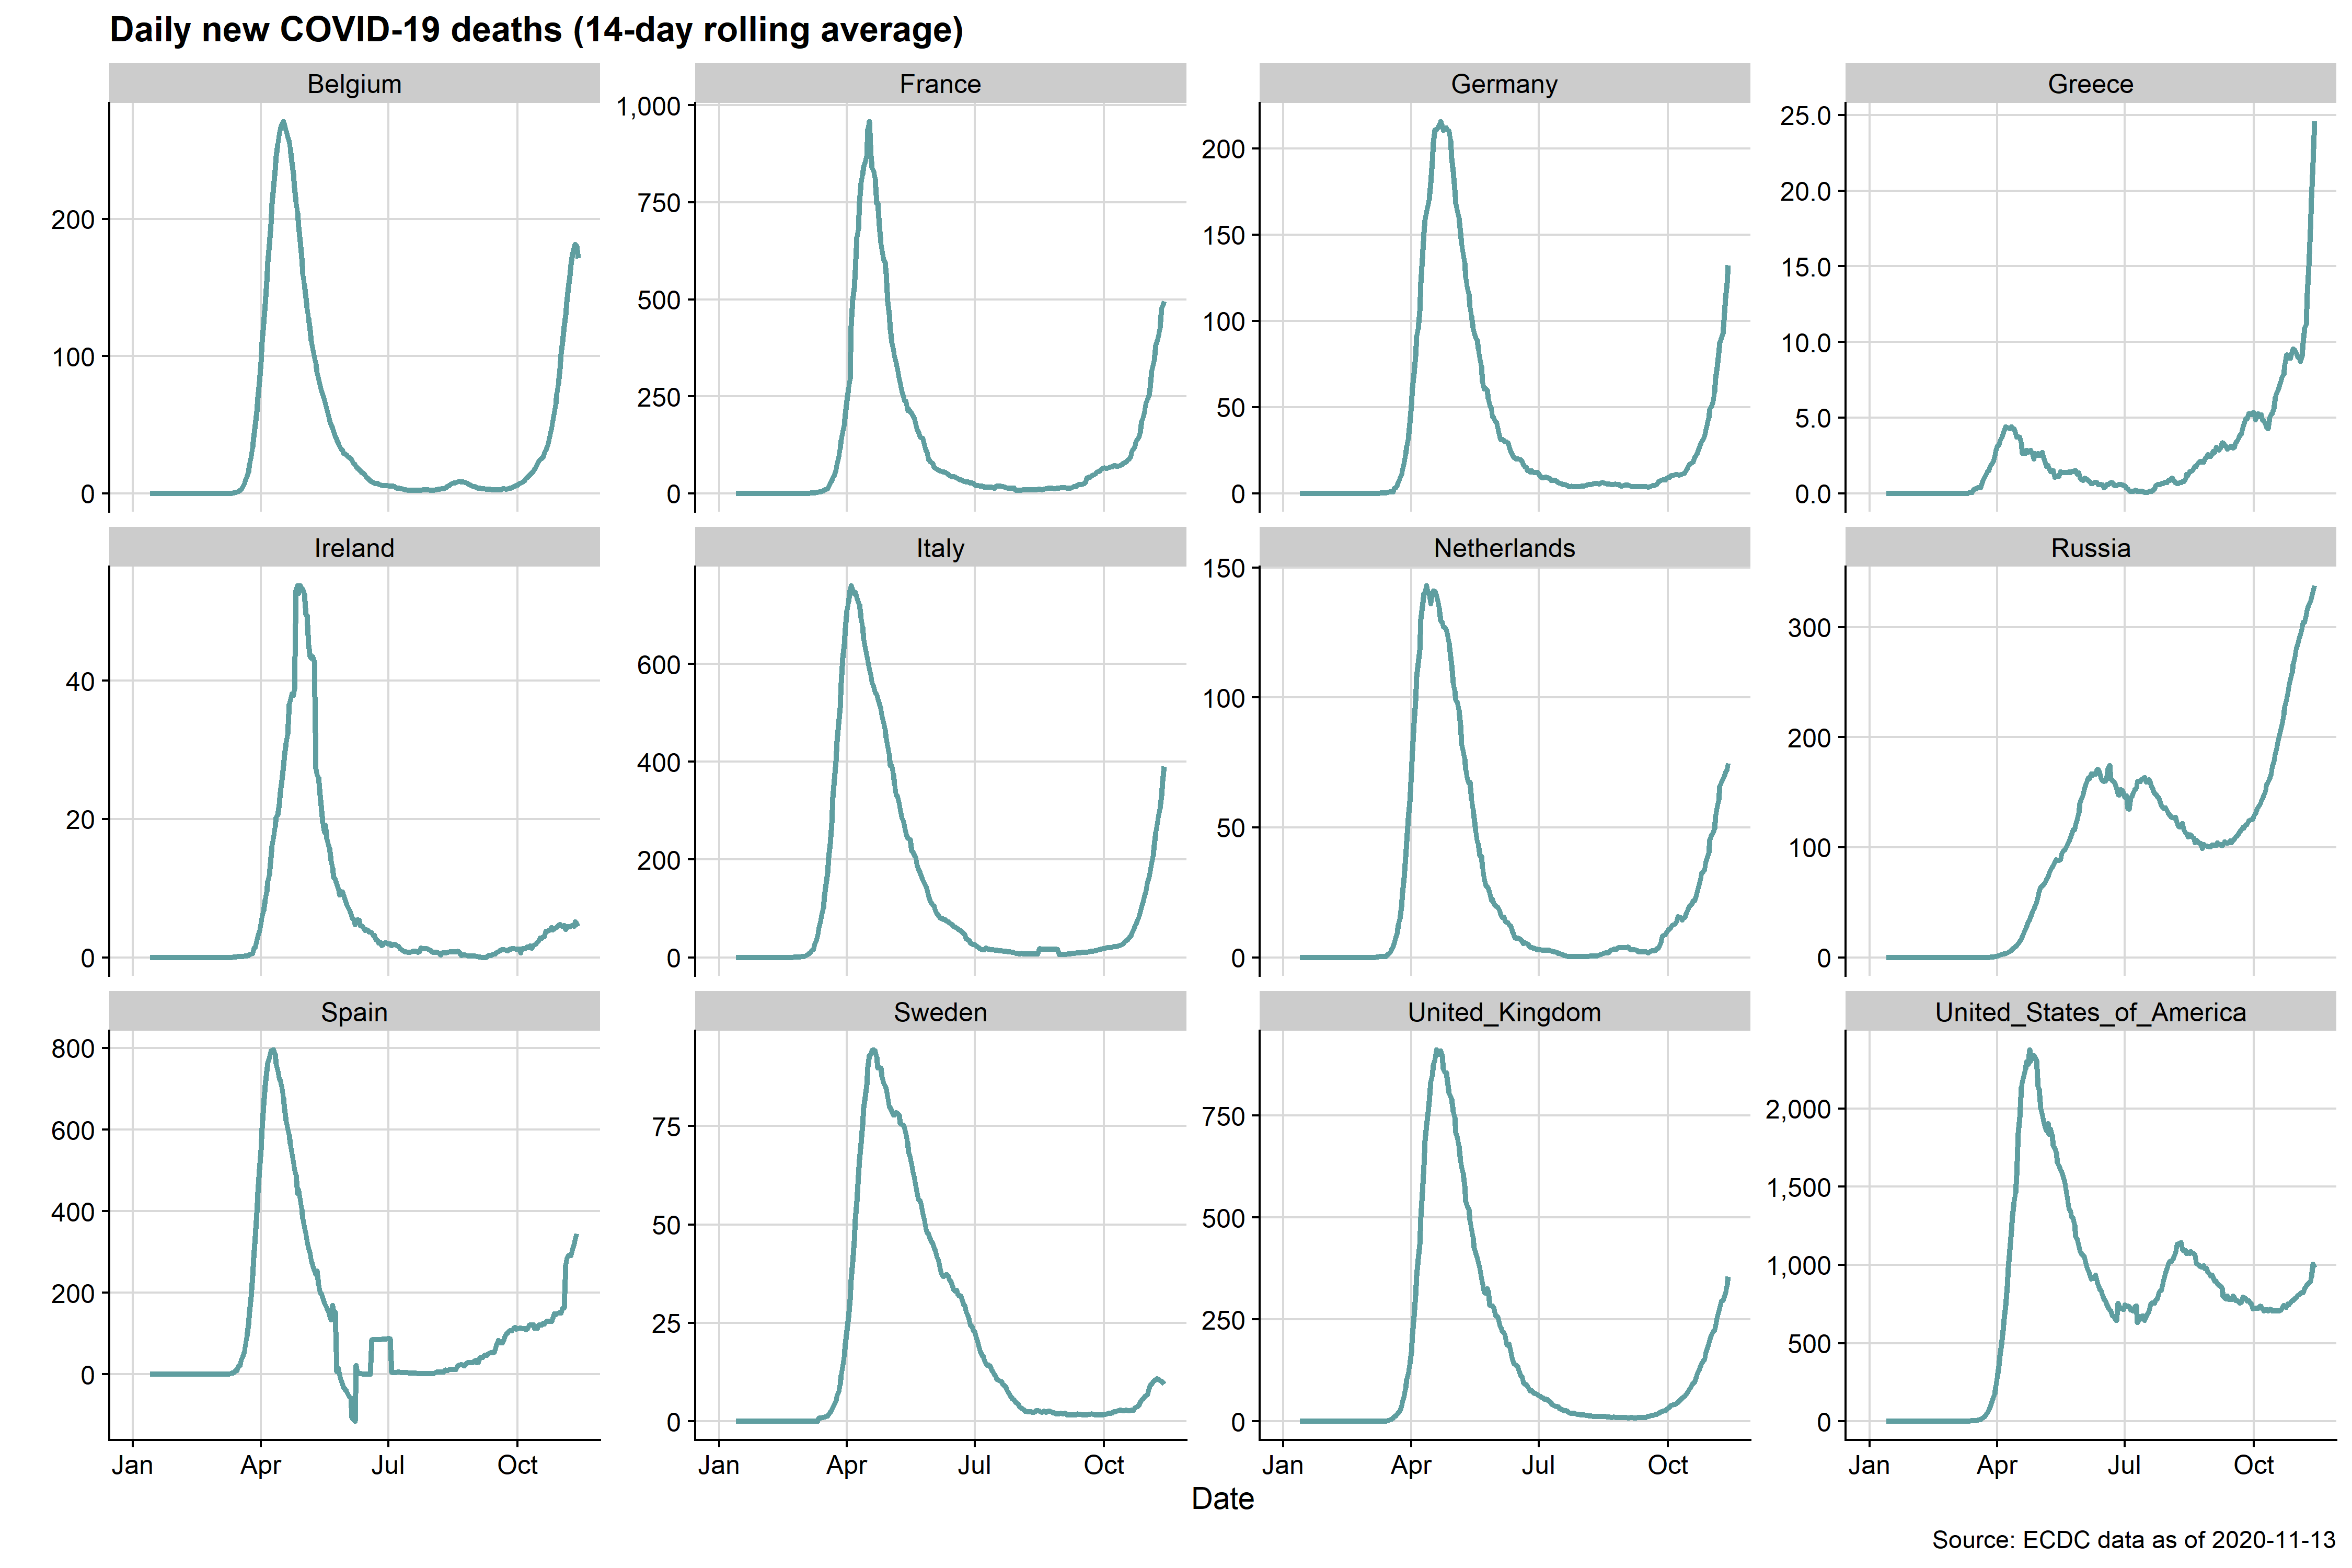 Daily new COVID-19 deaths (14-day rolling average)
Belgium
France
Germany
Greece
200
100
0
1,000
750
500
250
0
200
150
100
50
0
25.0
20.0
15.0
10.0
5.0
0.0
Ireland
Italy
Netherlands
Russia
40
20
0
600
400
200
0
150
100
50
0
300
200
100
0
Spain
Sweden
United_Kingdom
United_States_of_America
800
600
400
200
0
75
50
25
0
750
500
250
0
2,000
1,500
1,000
500
0
Jan Apr Jul Oct
Jan Apr Jul Oct
Jan Apr Jul Oct
Jan Apr Jul Oct
Date
Source: ECDC data as of 2020-11-13